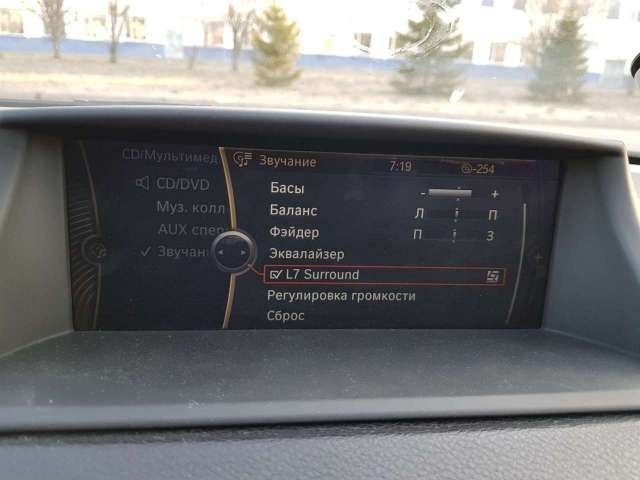 CD/Мультимед
Звучание 7:19 -254
CD/DVD
Басы - +
Муз. колл
Баланс Л П
AUX спер
Фэйдер П З
Звучан
Эквалайзер
L7 Surround
Регулировка громкости
Сброс